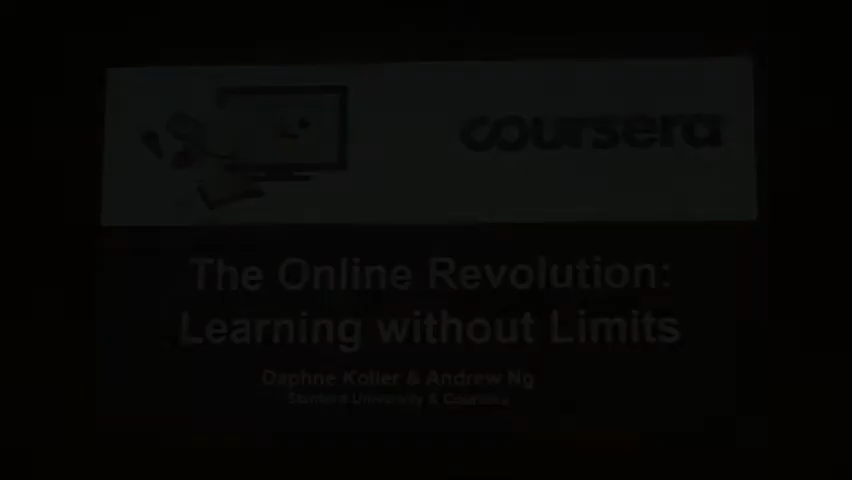 coursera
The Online Revolution:
Learning without Limits
Daphne Koller & Andrew Ng
Stanford University & Coursera